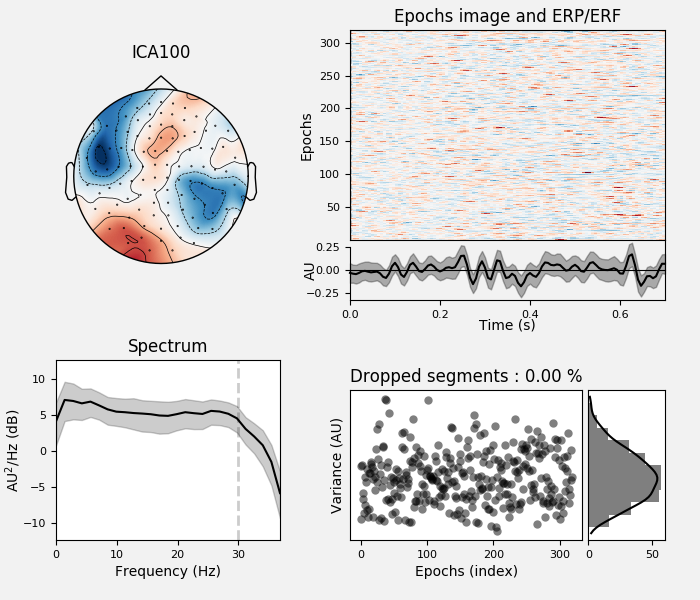 ICA100
Epochs image and ERP/ERF
Epochs
300
250
200
150
100
50
AU
0.25
0.00
−0.25
0.0 0.2 0.4 0.6
Time (s)
Spectrum
AU²/Hz (dB)
10
5
0
−5
−10
0 10 20 30
Frequency (Hz)
Dropped segments : 0.00 %
Variance (AU)
0 100 200 300
Epochs (index)
0 50